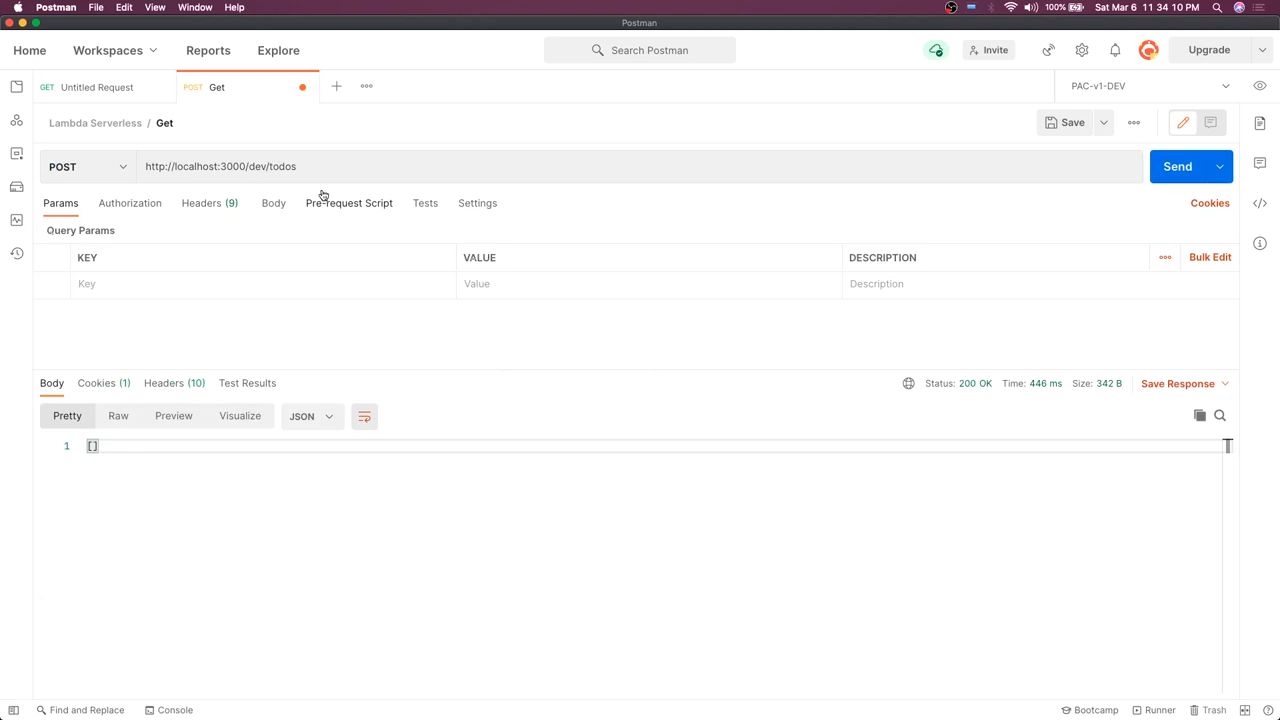 Postman File Edit View Window Help 100% Sat Mar 6 11 34 10 PM
Postman
Home Workspaces Reports Explore Search Postman Invite Upgrade
GET Untitled Request POST Get PAC-v1-DEV
Lambda Serverless / Get Save
POST http://localhost:3000/dev/todos Send
Params Authorization Headers (9) Body Pre-request Script Tests Settings Cookies
Query Params
KEY VALUE DESCRIPTION Bulk Edit
Key Value Description
Body Cookies (1) Headers (10) Test Results Status: 200 OK Time: 446 ms Size: 342 B Save Response
Pretty Raw Preview Visualize JSON
1 []
Find and Replace Console Bootcamp Runner Trash